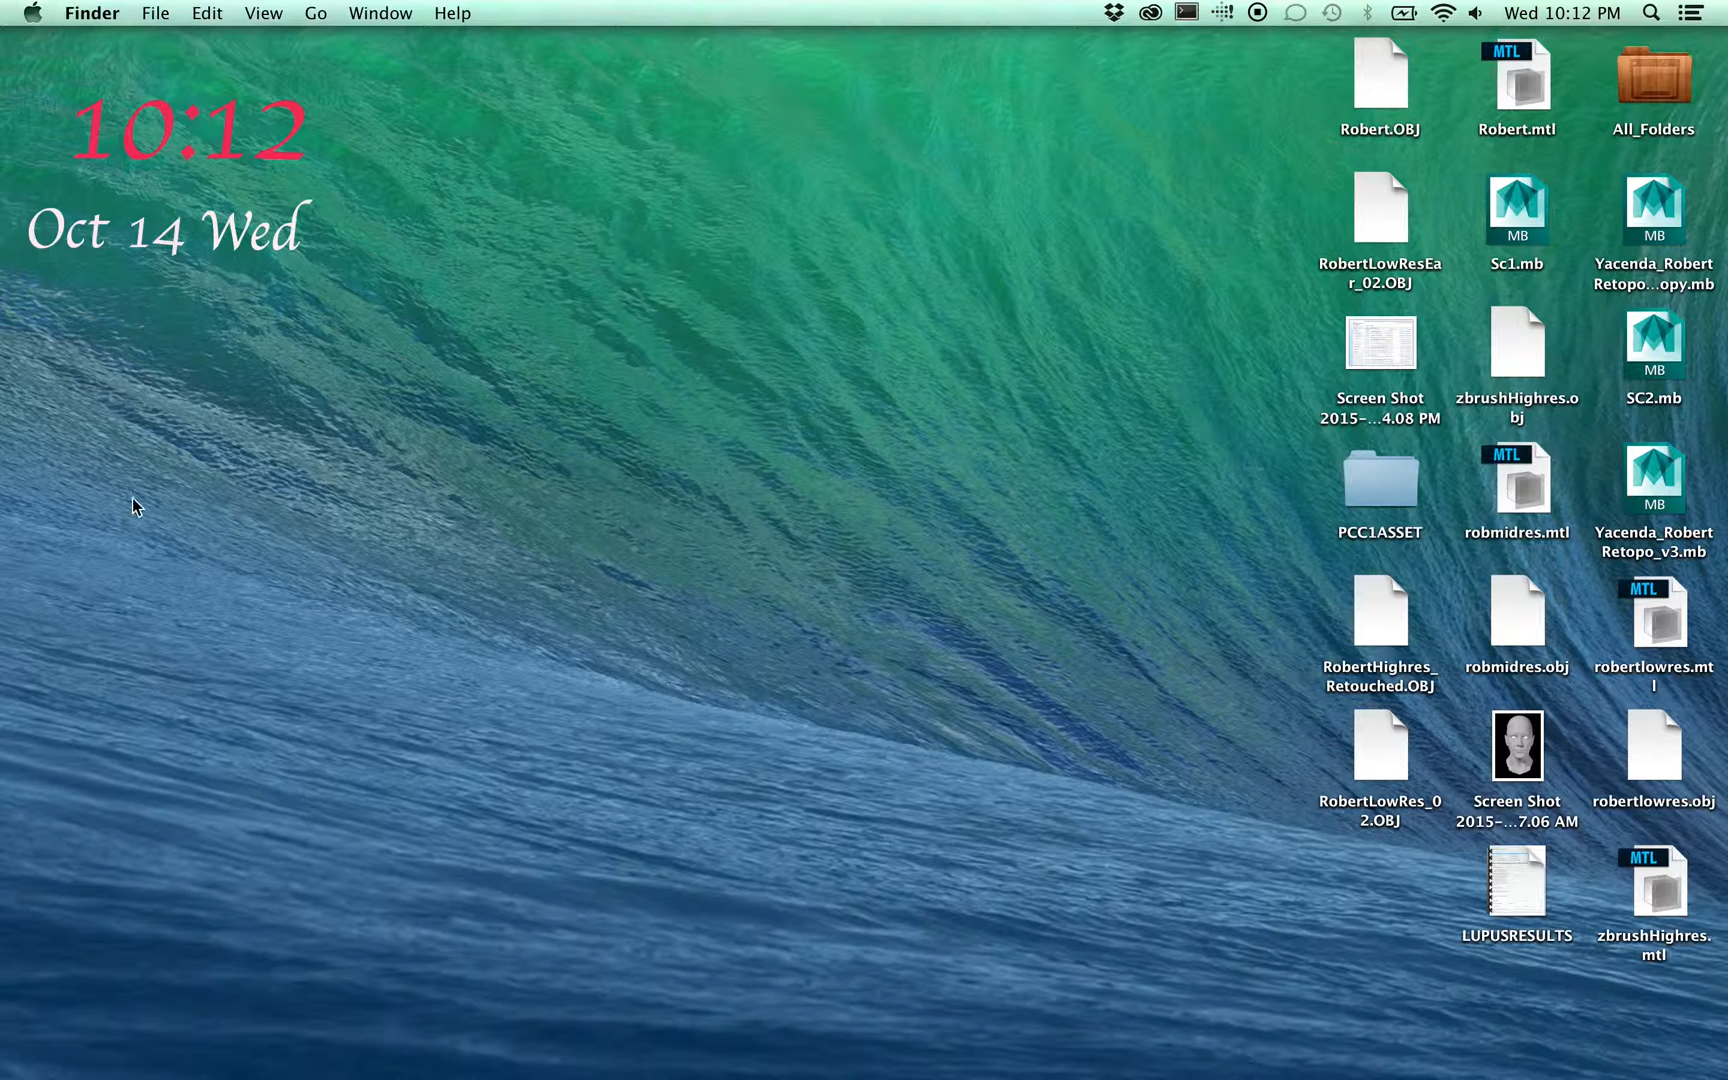 Finder File Edit View Go Window Help Wed 10:12 PM
10:12
Oct 14 Wed
MTL
Robert.OBJ
Robert.mtl
All_Folders
MB
MB
RobertLowResEa
r_02.OBJ
Sc1.mb
Yacenda_Robert
Retopo...opy.mb
MB
Screen Shot
2015-...4.08 PM
zbrushHighres.o
bj
SC2.mb
MTL
MB
PCC1ASSET
robmidres.mtl
Yacenda_Robert
Retopo_v3.mb
MTL
RobertHighres_
Retouched.OBJ
robmidres.obj
robertlowres.mt
l
RobertLowRes_0
2.OBJ
Screen Shot
2015-...7.06 AM
robertlowres.obj
MTL
LUPUSRESULTS
zbrushHighres.
mtl